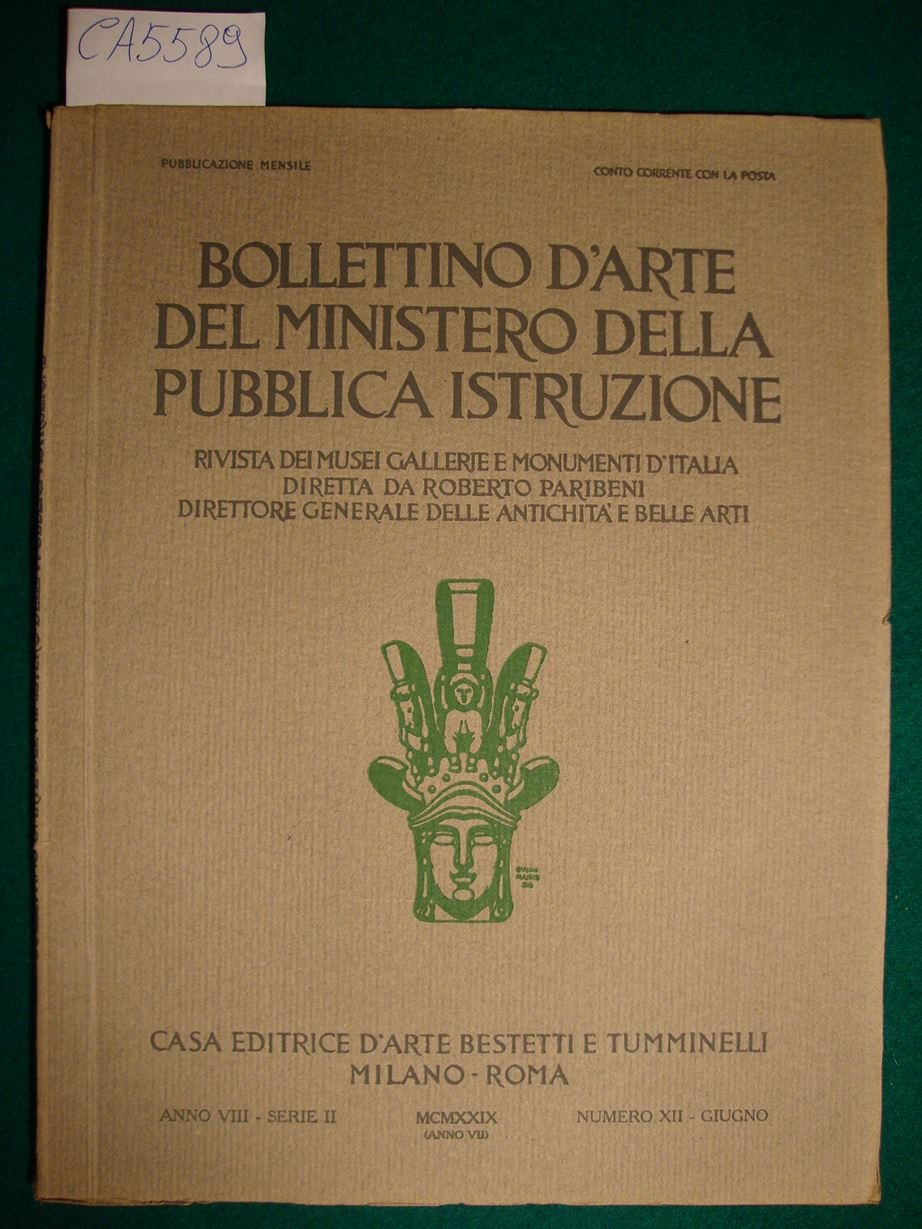 CA5589
PUBBLICAZIONE MENSILE
CONTO CORRENTE CON LA POSTA
BOLLETTINO D'ARTE
DEL MINISTERO DELLA
PUBBLICA ISTRUZIONE
RIVISTA DEI MUSEI GALLERIE E MONUMENTI D'ITALIA
DIRETTA DA ROBERTO PARIBENI
DIRETTORE GENERALE DELLE ANTICHITA' E BELLE ARTI
CASA EDITRICE D'ARTE BESTETTI E TUMMINELLI
MILANO - ROMA
ANNO VIII - SERIE II
MCMXXIX
(ANNO VII)
NUMERO XII - GIUGNO